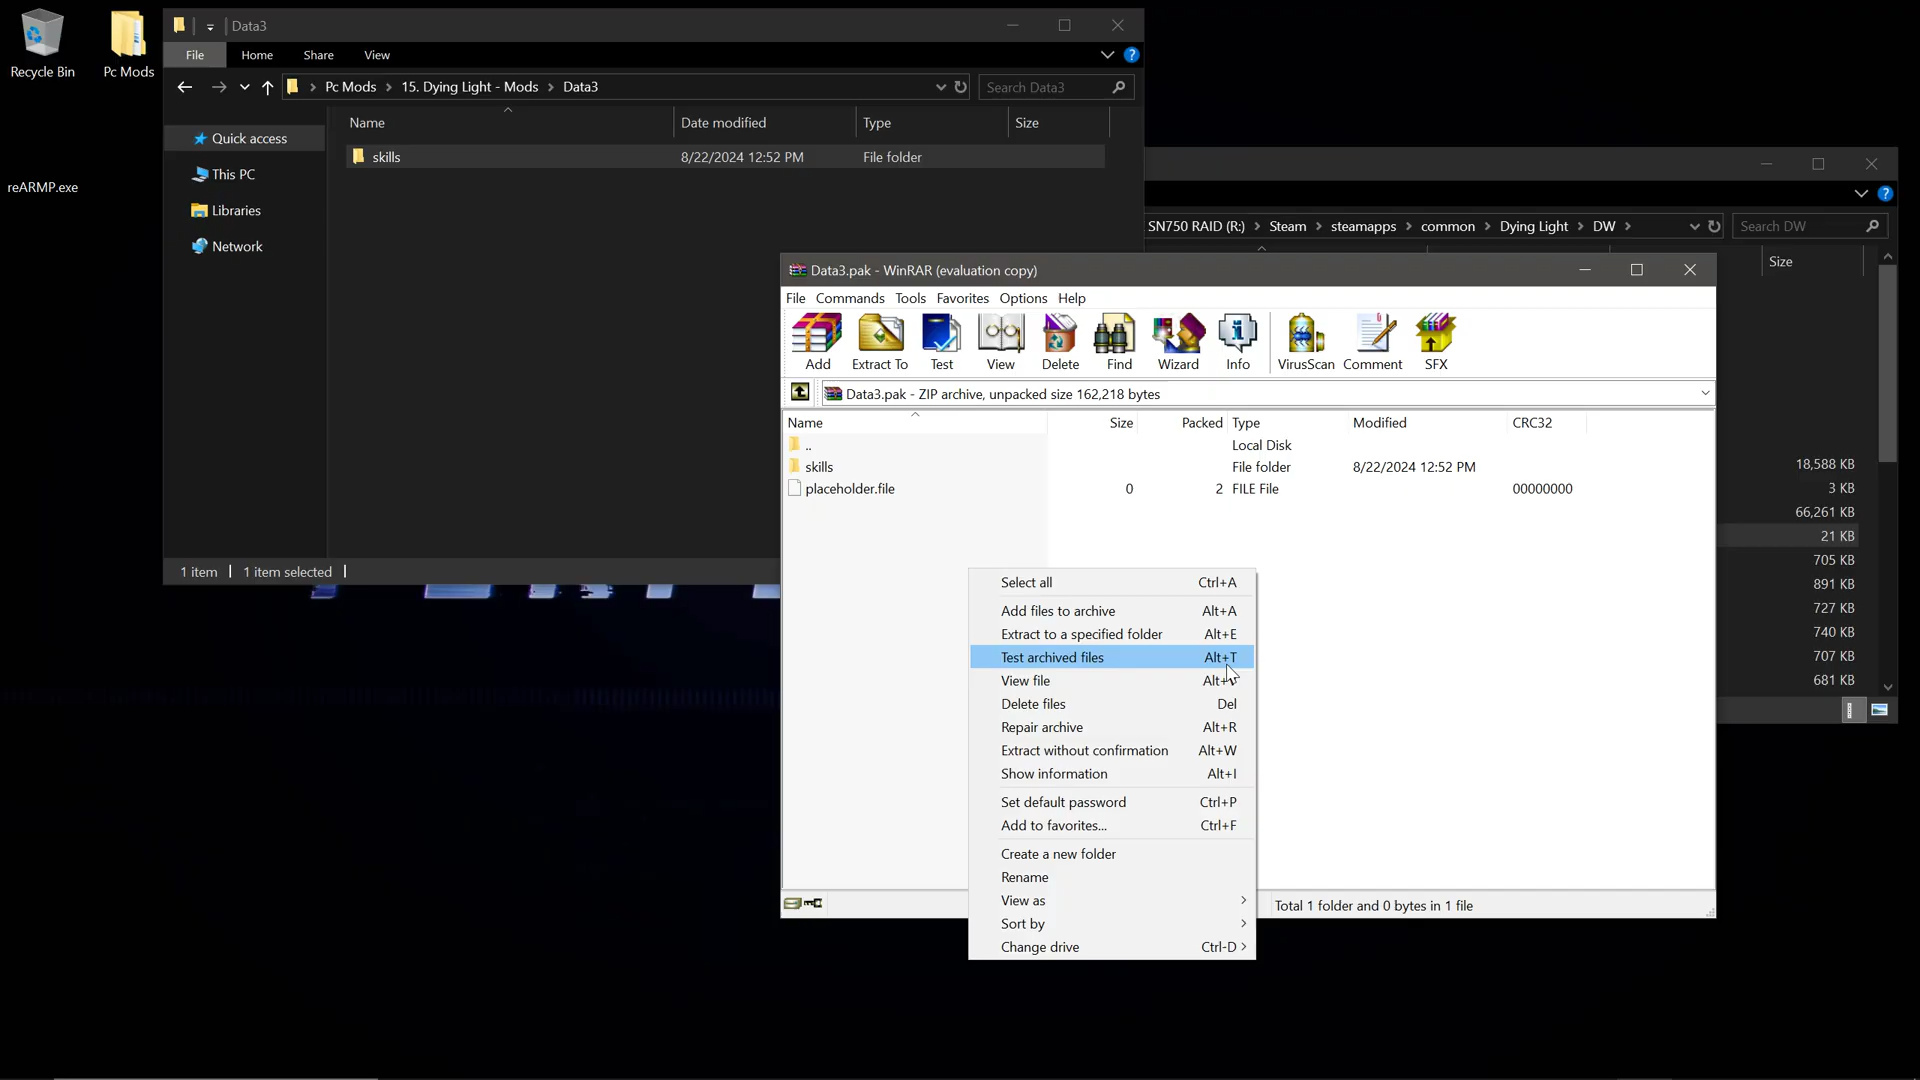 Recycle Bin
Pc Mods
reARMP.exe
Data3
File Home Share View
Pc Mods 15. Dying Light - Mods Data3
Search Data3
Name Date modified Type Size
skills 8/22/2024 12:52 PM File folder
Quick access
This PC
Libraries
Network
1 item 1 item selected
SN750 RAID (R:) Steam steamapps common Dying Light DW
Search DW
Size
18,588 KB
3 KB
66,261 KB
21 KB
705 KB
891 KB
727 KB
740 KB
707 KB
681 KB
Data3.pak - WinRAR (evaluation copy)
File Commands Tools Favorites Options Help
Add Extract To Test View Delete Find Wizard Info VirusScan Comment SFX
Data3.pak - ZIP archive, unpacked size 162,218 bytes
Name Size Packed Type Modified CRC32
.. Local Disk
skills File folder 8/22/2024 12:52 PM
placeholder.file 0 2 FILE File 00000000
Select all Ctrl+A
Add files to archive Alt+A
Extract to a specified folder Alt+E
Test archived files Alt+T
View file Alt+V
Delete files Del
Repair archive Alt+R
Extract without confirmation Alt+W
Show information Alt+I
Set default password Ctrl+P
Add to favorites... Ctrl+F
Create a new folder
Rename
View as
Sort by
Change drive Ctrl-D
Total 1 folder and 0 bytes in 1 file